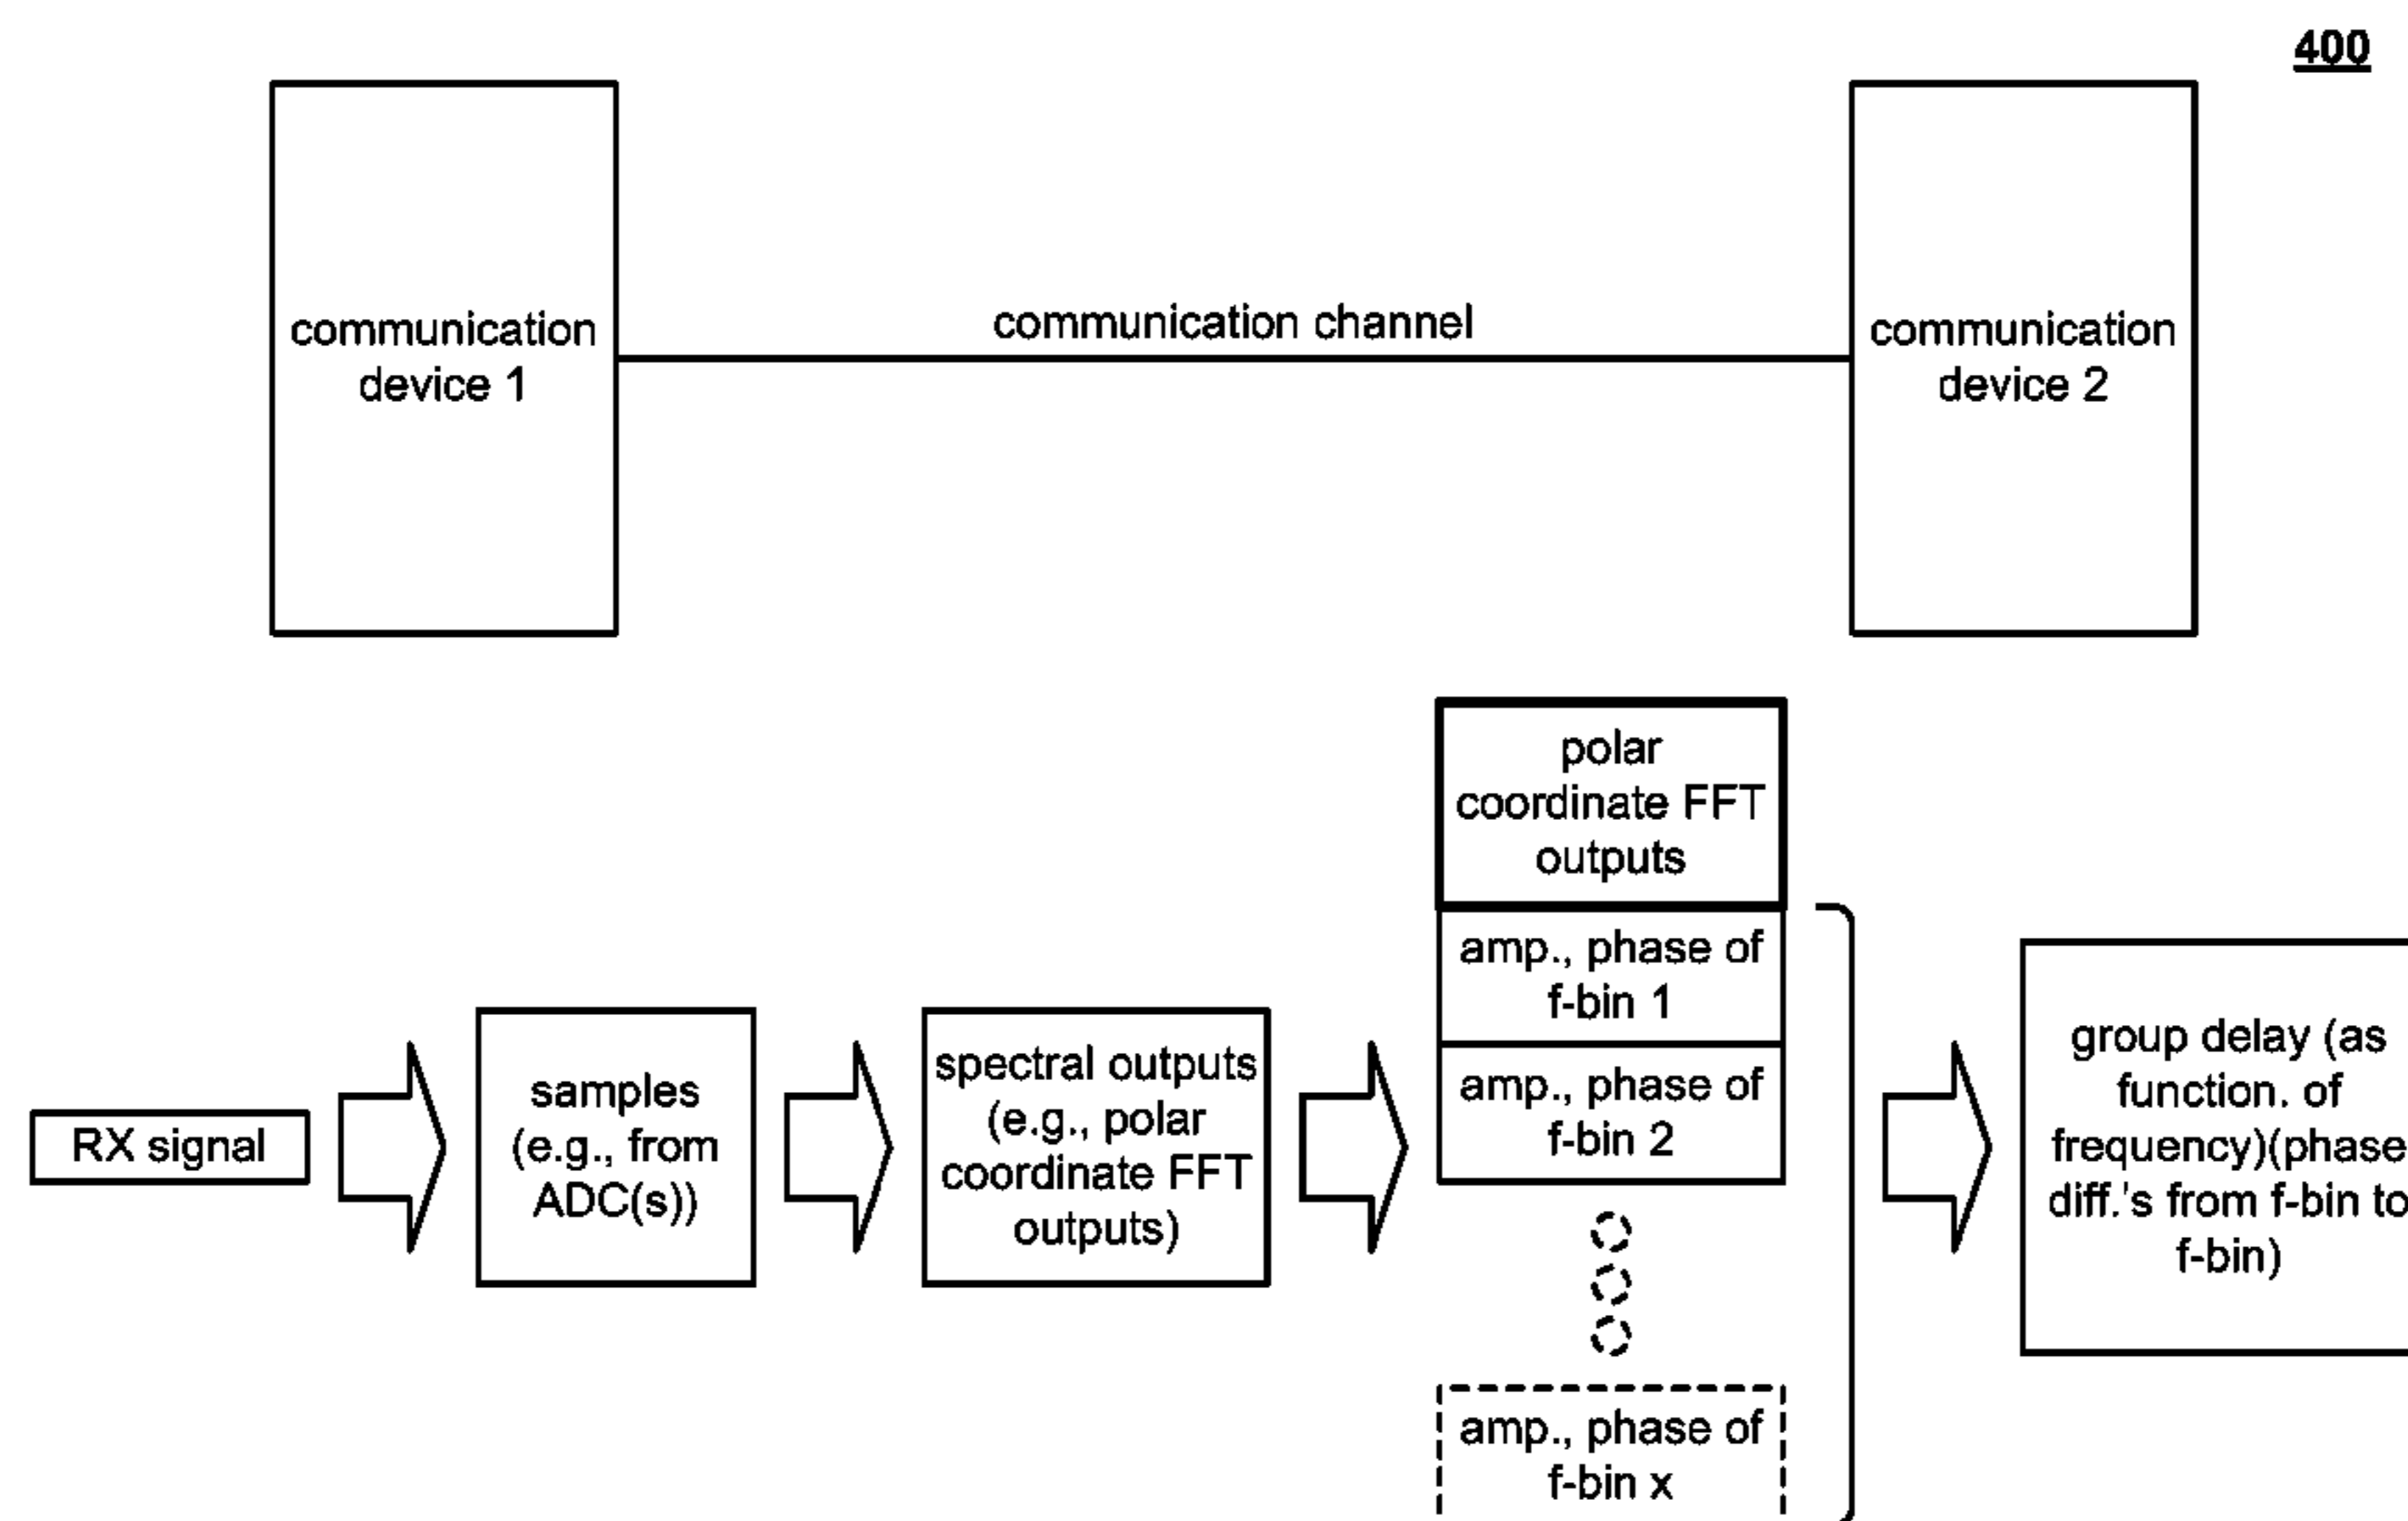 400
communication
device 1
communication channel
communication
device 2
RX signal
samples
(e.g., from
ADC(s))
spectral outputs
(e.g., polar
coordinate FFT
outputs)
polar
coordinate FFT
outputs
amp., phase of
f-bin 1
amp., phase of
f-bin 2
amp., phase of
f-bin x
group delay (as
function. of
frequency)(phase
diff.'s from f-bin to
f-bin)